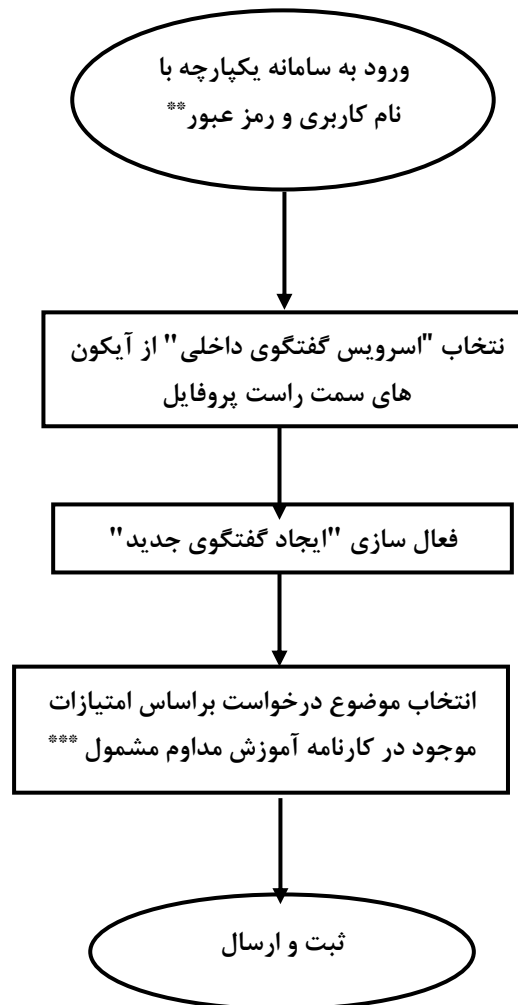 ورود به سامانه یکپارچه با
نام کاربری و رمز عبور**
نتخاب "اسرویس گفتگوی داخلی" از آیکون
های سمت راست پروفایل
فعال سازی "ایجاد گفتگوی جدید"
انتخاب موضوع درخواست براساس امتیازات
موجود در کارنامه آموزش مداوم مشمول ***
ثبت و ارسال